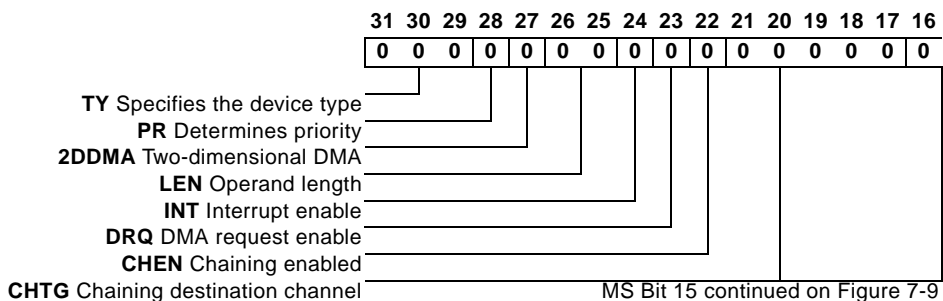 31 30 29 28 27 26 25 24 23 22 21 20 19 18 17 16
0 0 0 0 0 0 0 0 0 0 0 0 0 0 0 0
TY Specifies the device type
PR Determines priority
2DDMA Two-dimensional DMA
LEN Operand length
INT Interrupt enable
DRQ DMA request enable
CHEN Chaining enabled
CHTG Chaining destination channel MS Bit 15 continued on Figure 7-9